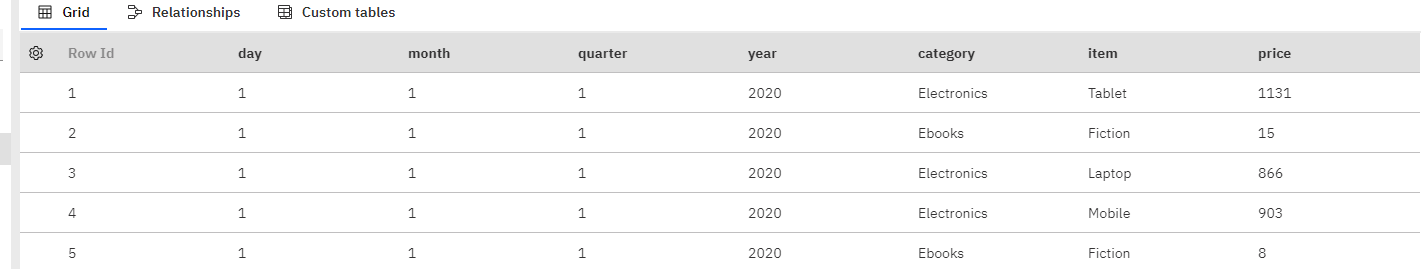 Grid Relationships Custom tables
Row Id day month quarter year category item price
1 1 1 1 2020 Electronics Tablet 1131
2 1 1 1 2020 Ebooks Fiction 15
3 1 1 1 2020 Electronics Laptop 866
4 1 1 1 2020 Electronics Mobile 903
5 1 1 1 2020 Ebooks Fiction 8